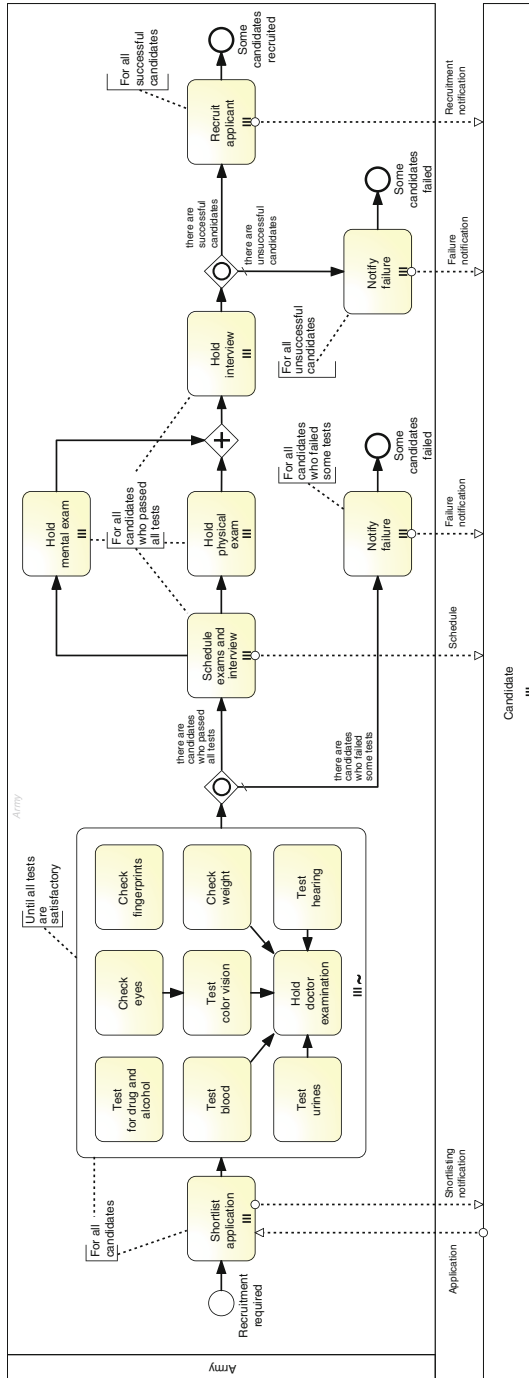 Army
Army
Recruitment
required
For all
candidates
Shortlist
application
Application
Shortlisting
notification
Until all tests
are
satisfactory
Test
for drug and
alcohol
Check
eyes
Check
fingerprints
Test
blood
Test
color vision
Check
weight
Test
urines
Hold
doctor
examination
Test
hearing
there are
candidates
who passed
all tests
there are
candidates
who failed
some tests
Schedule
exams and
interview
Schedule
Hold
mental exam
For all
candidates
who passed
all tests
Hold
physical
exam
Hold
interview
For all
candidates
who failed
some tests
Notify
failure
Some
candidates
failed
Failure
notification
there are
successful
candidates
there are
unsuccessful
candidates
For all
unsuccessful
candidates
Notify
failure
Some
candidates
failed
Failure
notification
For all
successful
candidates
Recruit
applicant
Some
candidates
recruited
Recruitment
notification
Candidate